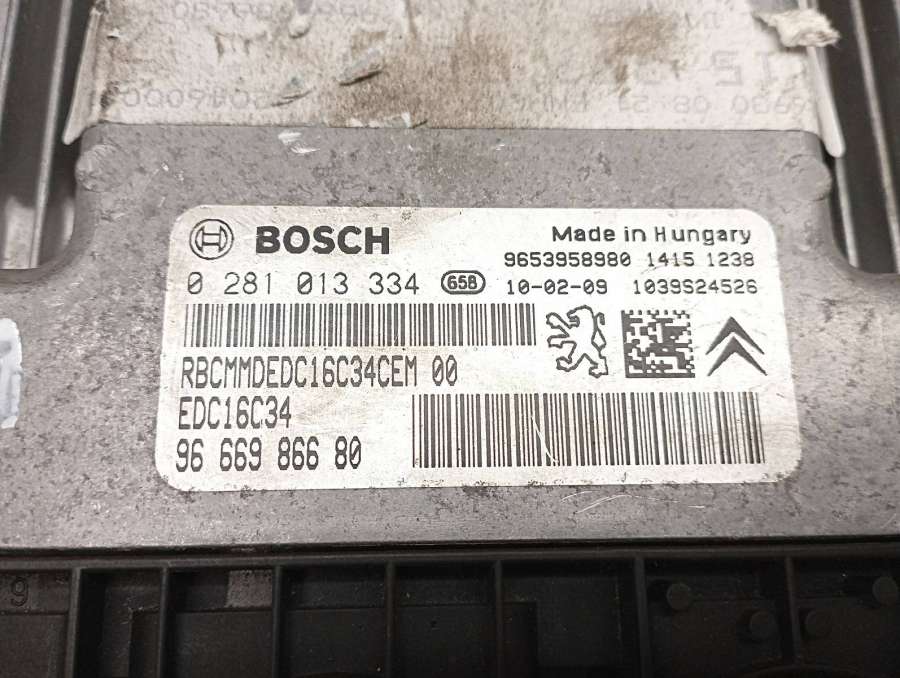 BOSCH
Made in Hungary
9653958980 1415 1238
0 281 013 334 658 10-02-09 1039S24526
RBCMMDEDC16C34CEM 00
EDC16C34
96 669 866 80
9